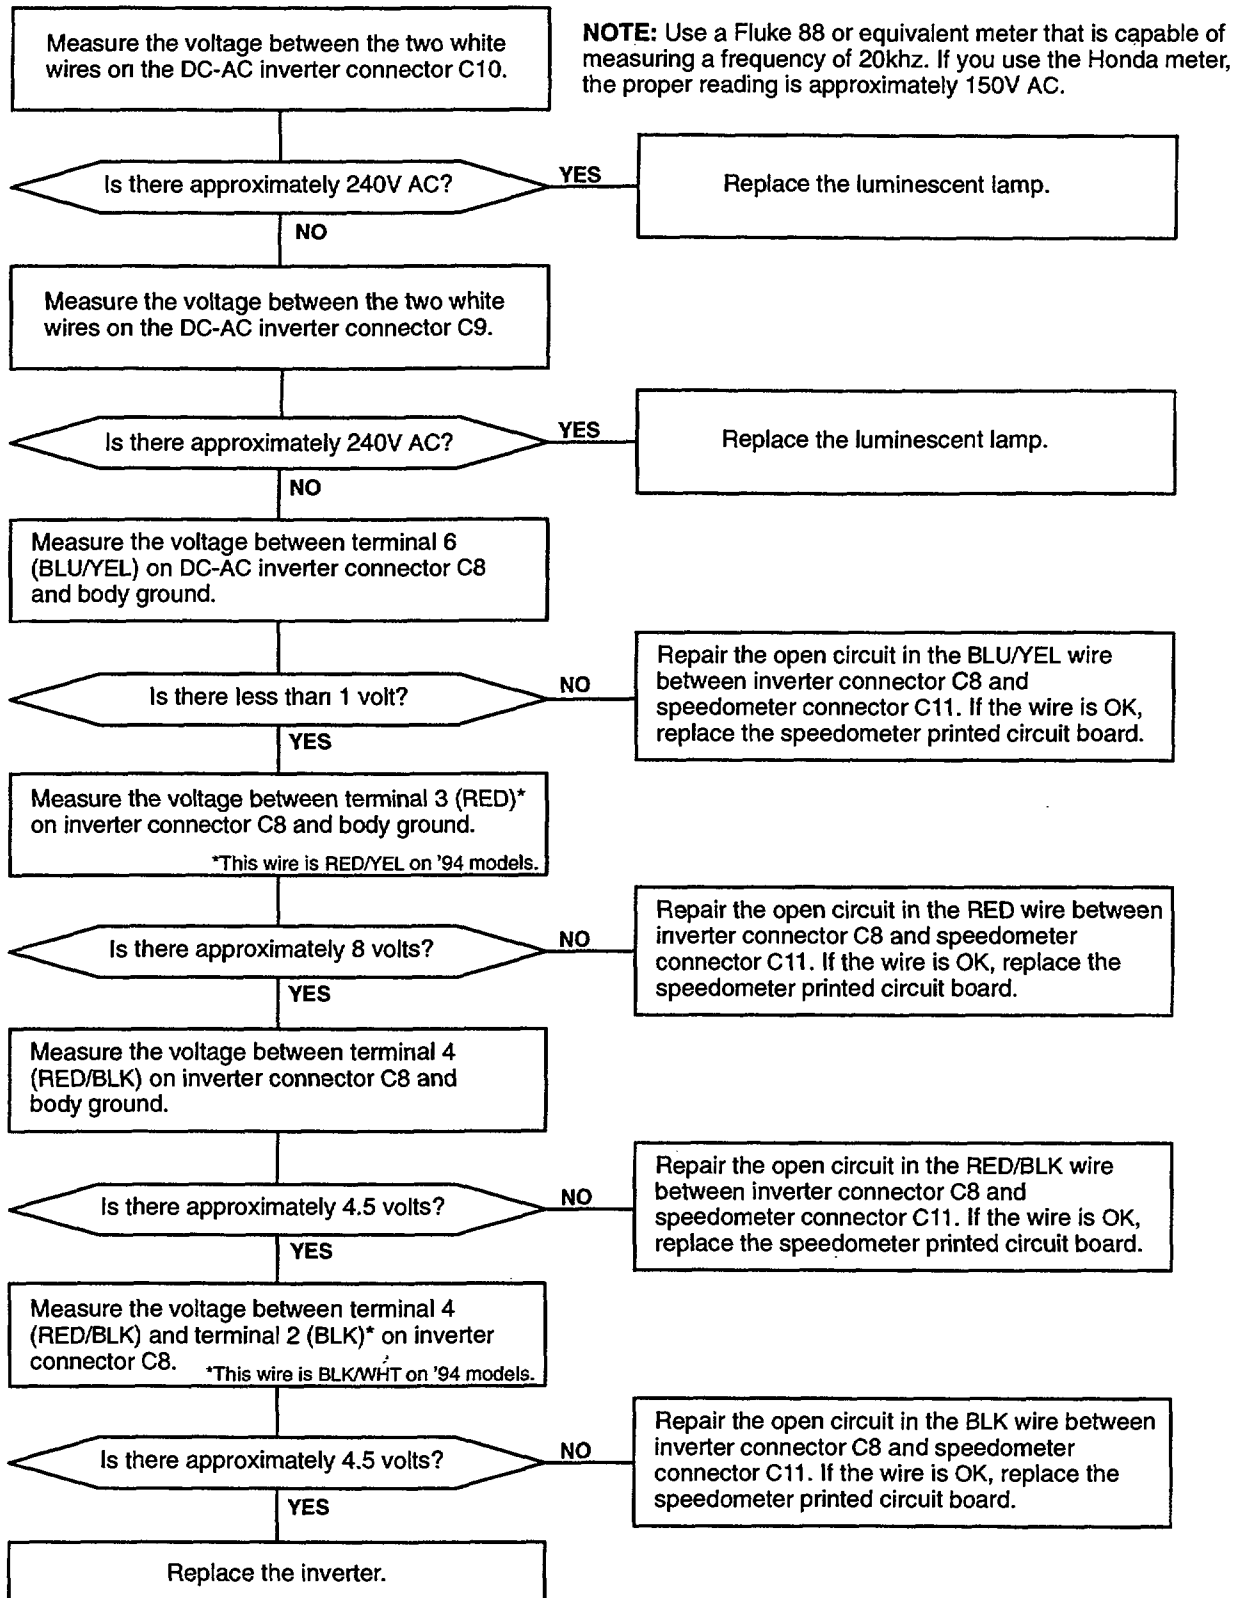 Measure the voltage between the two white
wires on the DC-AC inverter connector C10.
NOTE: Use a Fluke 88 or equivalent meter that is capable of
measuring a frequency of 20khz. If you use the Honda meter,
the proper reading is approximately 150V AC.
Is there approximately 240V AC?
YES
Replace the luminescent lamp.
NO
Measure the voltage between the two white
wires on the DC-AC inverter connector C9.
Is there approximately 240V AC?
YES
Replace the luminescent lamp.
NO
Measure the voltage between terminal 6
(BLU/YEL) on DC-AC inverter connector C8
and body ground.
Is there less than 1 volt?
NO
Repair the open circuit in the BLU/YEL wire
between inverter connector C8 and
speedometer connector C11. If the wire is OK,
replace the speedometer printed circuit board.
YES
Measure the voltage between terminal 3 (RED)*
on inverter connector C8 and body ground.
*This wire is RED/YEL on '94 models.
Is there approximately 8 volts?
NO
Repair the open circuit in the RED wire between
inverter connector C8 and speedometer
connector C11. If the wire is OK, replace the
speedometer printed circuit board.
YES
Measure the voltage between terminal 4
(RED/BLK) on inverter connector C8 and
body ground.
Is there approximately 4.5 volts?
NO
Repair the open circuit in the RED/BLK wire
between inverter connector C8 and
speedometer connector C11. If the wire is OK,
replace the speedometer printed circuit board.
YES
Measure the voltage between terminal 4
(RED/BLK) and terminal 2 (BLK)* on inverter
connector C8. *This wire is BLK/WHT on '94 models.
Is there approximately 4.5 volts?
NO
Repair the open circuit in the BLK wire between
inverter connector C8 and speedometer
connector C11. If the wire is OK, replace the
speedometer printed circuit board.
YES
Replace the inverter.